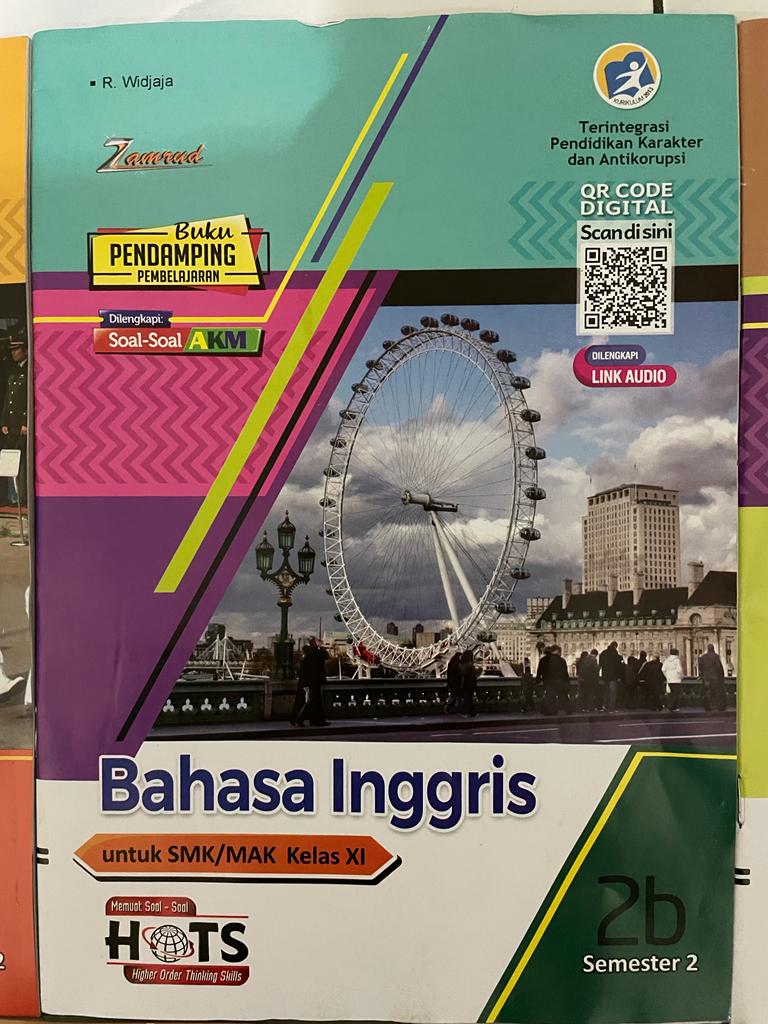 R. Widjaja
Zamrud
Buku
PENDAMPING
PEMBELAJARAN
Dilengkapi:
Soal-Soal AKM
KURIKULUM 2013
Terintegrasi
Pendidikan Karakter
dan Antikorupsi
QR CODE
DIGITAL
Scan di sini
DILENGKAPI
LINK AUDIO
Bahasa Inggris
untuk SMK/MAK Kelas XI
Memuat Soal - Soal
HOTS
Higher Order Thinking Skills
2b
Semester 2
2